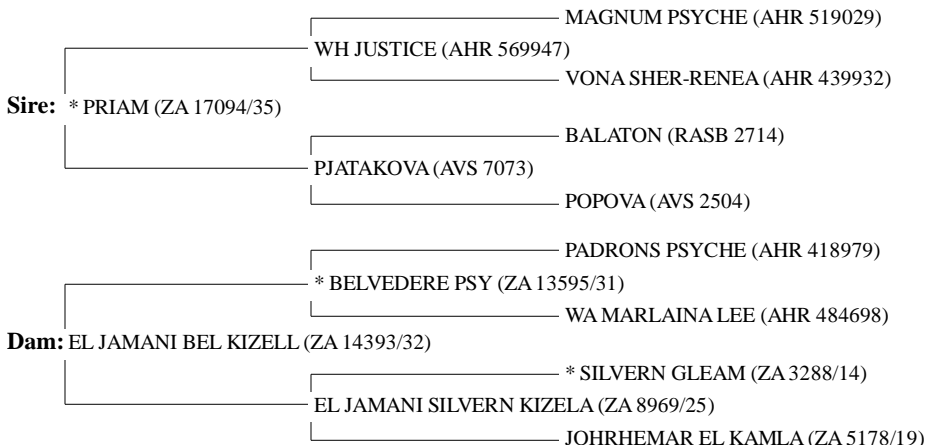 MAGNUM PSYCHE (AHR 519029)
WH JUSTICE (AHR 569947)
VONA SHER-RENEA (AHR 439932)
Sire: * PRIAM (ZA 17094/35)
BALATON (RASB 2714)
PJATAKOVA (AVS 7073)
POPOVA (AVS 2504)
PADRONS PSYCHE (AHR 418979)
* BELVEDERE PSY (ZA 13595/31)
WA MARLAINA LEE (AHR 484698)
Dam: EL JAMANI BEL KIZELL (ZA 14393/32)
* SILVERN GLEAM (ZA 3288/14)
EL JAMANI SILVERN KIZELA (ZA 8969/25)
JOHRHEMAR EL KAMLA (ZA 5178/19)